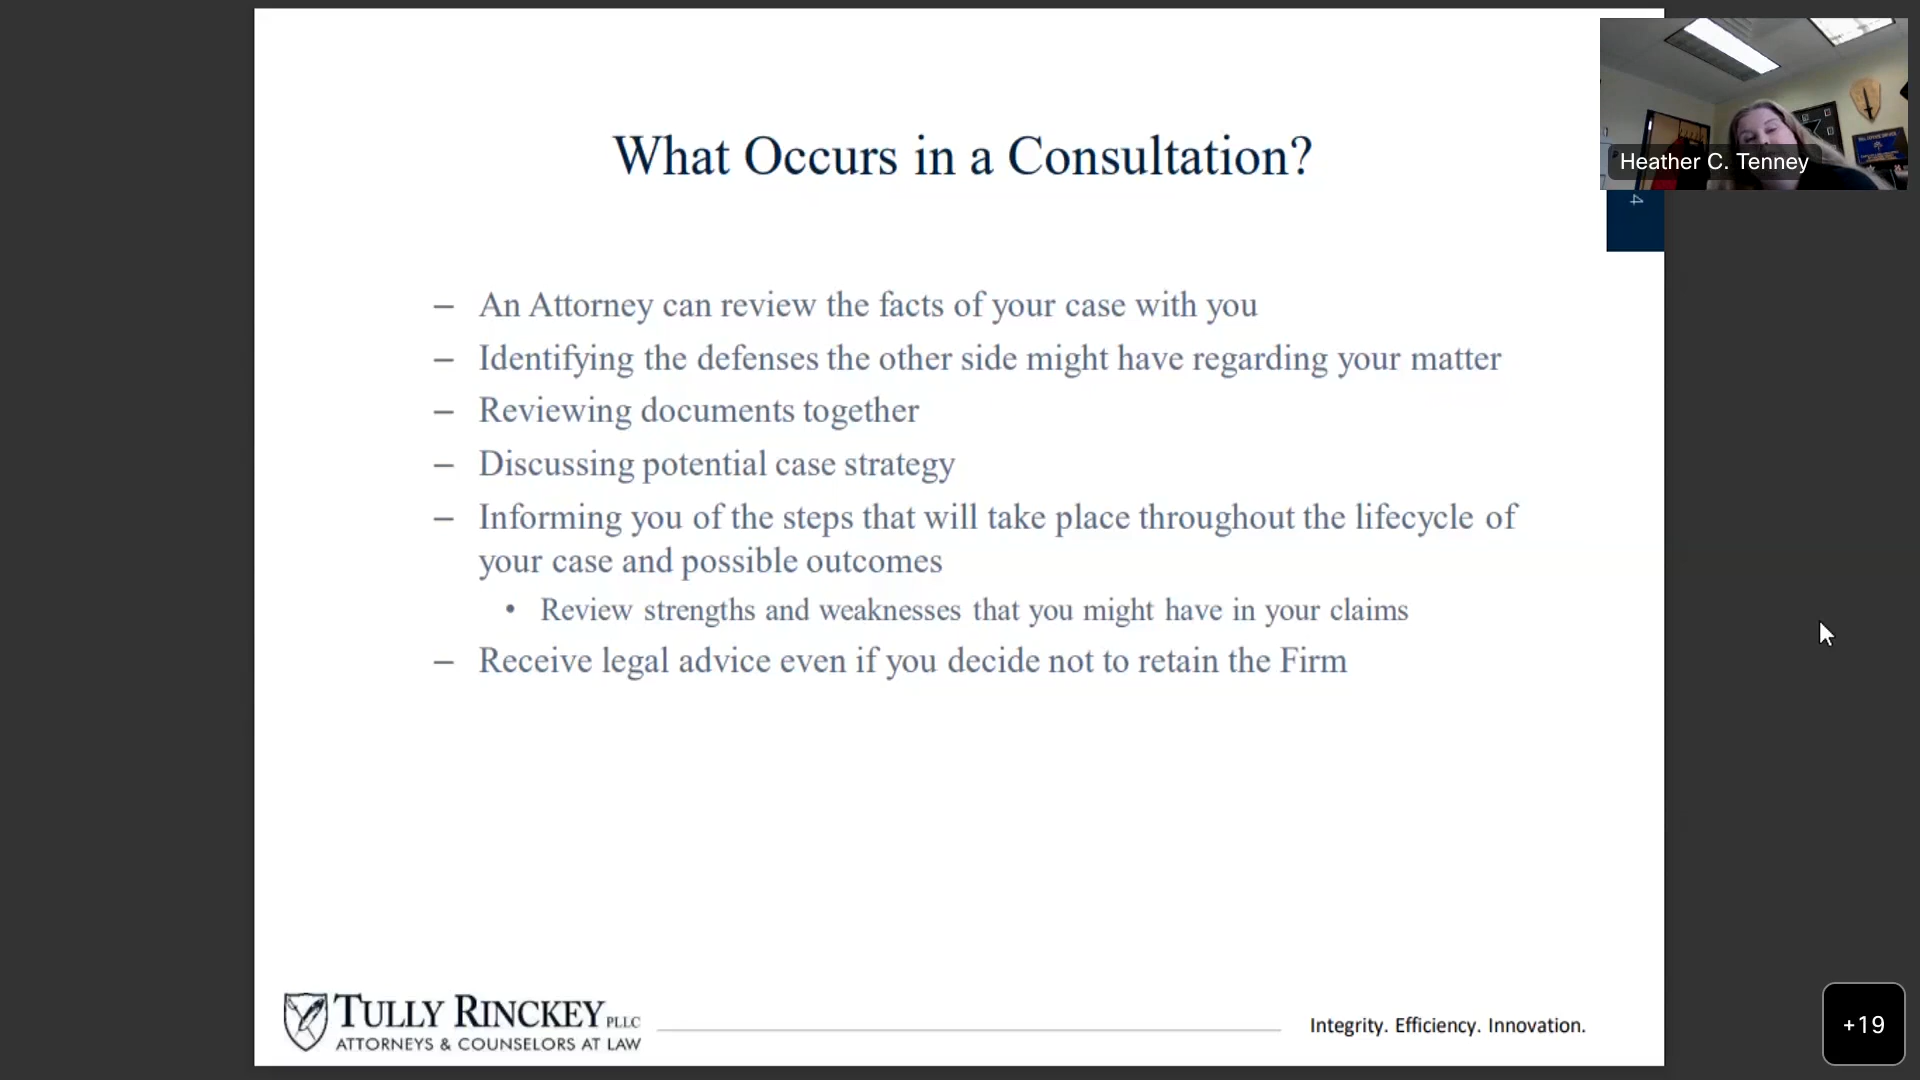 What Occurs in a Consultation?
Heather C. Tenney
4
– An Attorney can review the facts of your case with you
– Identifying the defenses the other side might have regarding your matter
– Reviewing documents together
– Discussing potential case strategy
– Informing you of the steps that will take place throughout the lifecycle of
your case and possible outcomes
• Review strengths and weaknesses that you might have in your claims
– Receive legal advice even if you decide not to retain the Firm
TULLY RINCKEY PLLC
ATTORNEYS & COUNSELORS AT LAW
Integrity. Efficiency. Innovation.
+19